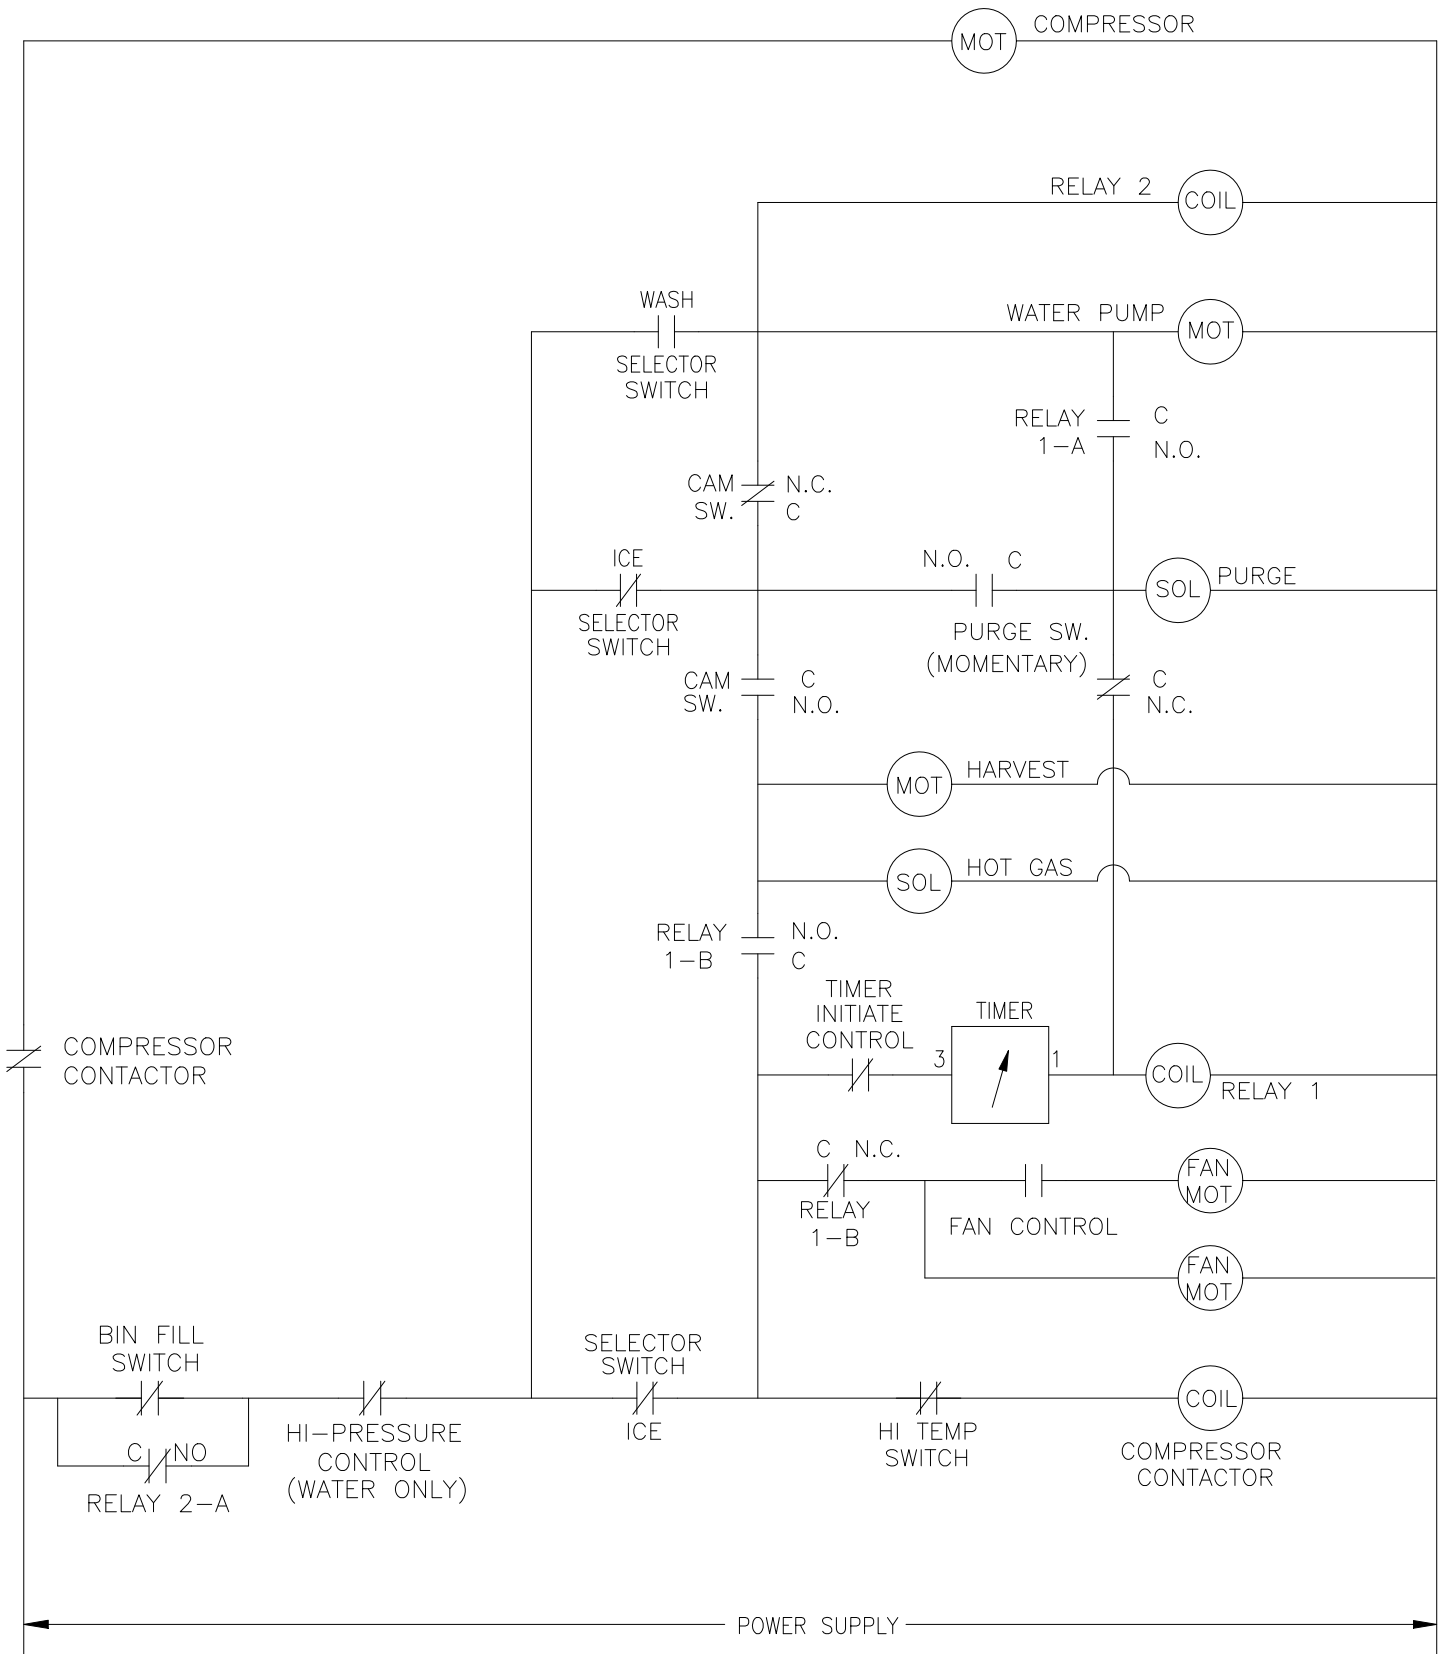 MOT COMPRESSOR
RELAY 2 COIL
WASH
SELECTOR
SWITCH
WATER PUMP MOT
RELAY
1-A
C
N.O.
CAM
SW.
N.C.
C
ICE
SELECTOR
SWITCH
N.O. C
PURGE SW.
(MOMENTARY)
SOL PURGE
CAM
SW.
C
N.O.
C
N.C.
MOT HARVEST
SOL HOT GAS
RELAY
1-B
N.O.
C
TIMER
INITIATE
CONTROL
TIMER
3 1
COIL RELAY 1
COMPRESSOR
CONTACTOR
C N.C.
RELAY
1-B
FAN CONTROL
FAN
MOT
FAN
MOT
BIN FILL
SWITCH
C NO
RELAY 2-A
HI-PRESSURE
CONTROL
(WATER ONLY)
SELECTOR
SWITCH
ICE
HI TEMP
SWITCH
COIL
COMPRESSOR
CONTACTOR
POWER SUPPLY